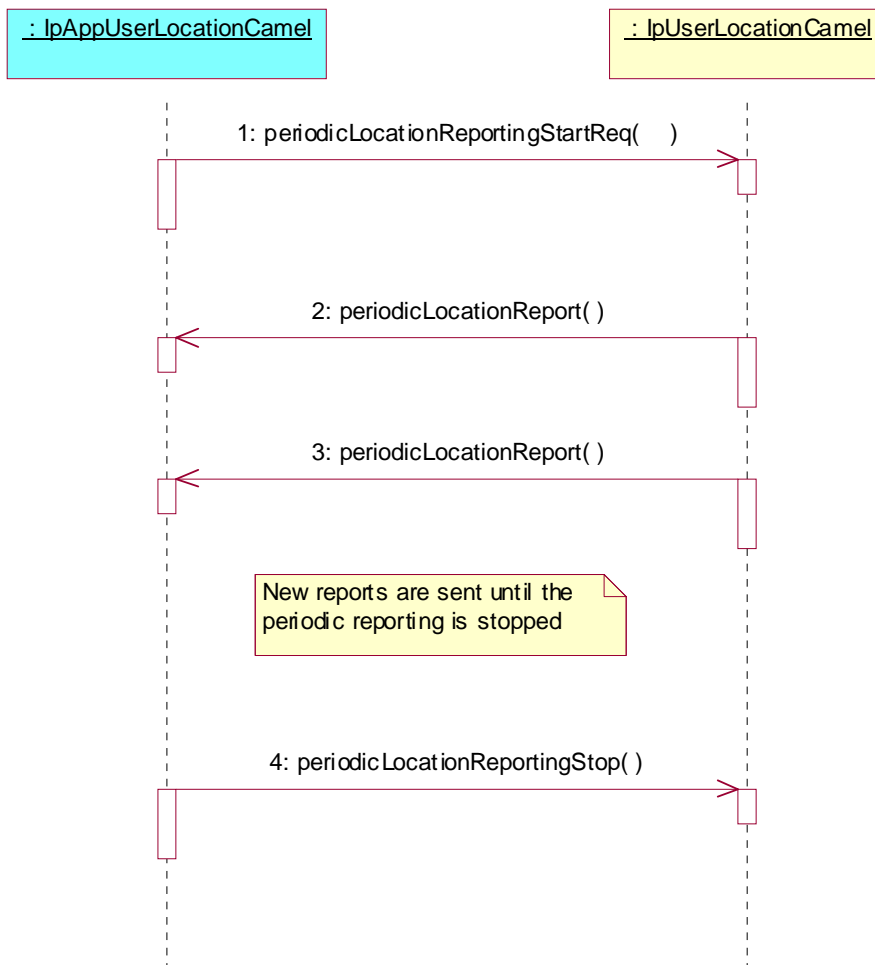 : IpAppUserLocationCamel
: IpUserLocationCamel
1: periodicLocationReportingStartReq( )
2: periodicLocationReport( )
3: periodicLocationReport( )
New reports are sent until the
periodic reporting is stopped
4: periodicLocationReportingStop( )